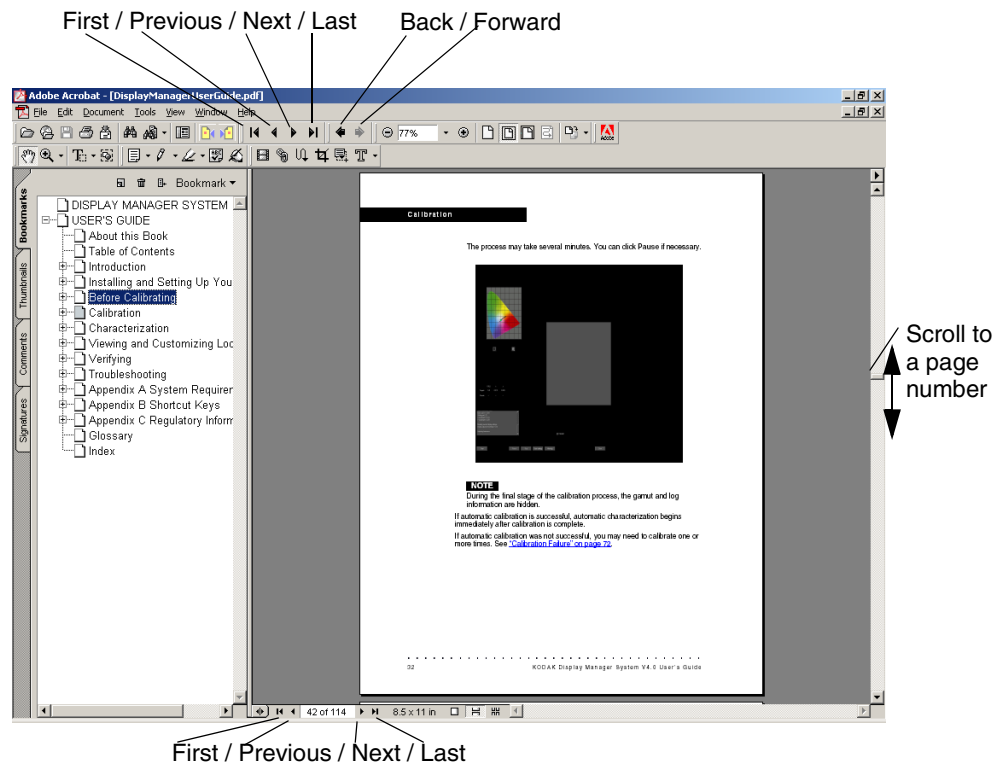 First / Previous / Next / Last
Back / Forward
Adobe Acrobat - [DisplayManagerUserGuide.pdf]
File Edit Document Tools View Window Help
77%
Adobe
Bookmark
Bookmarks
Thumbnails
Comments
Signatures
DISPLAY MANAGER SYSTEM
USER'S GUIDE
About this Book
Table of Contents
Introduction
Installing and Setting Up You
Before Calibrating
Calibration
Characterization
Viewing and Customizing Loc
Verifying
Troubleshooting
Appendix A System Requirer
Appendix B Shortcut Keys
Appendix C Regulatory Inform
Glossary
Index
Calibration
The process may take several minutes. You can click Pause if necessary.
NOTE
During the final stage of the calibration process, the gamut and log
information are hidden.
If automatic calibration is successful, automatic characterization begins
immediately after calibration is complete.
If automatic calibration was not successful, you may need to calibrate one or
more times. See "Calibration Failure" on page 72.
32 KODAK Display Manager System V4.0 User's Guide
Scroll to
a page
number
42 of 114
8.5 x 11 in
First / Previous / Next / Last